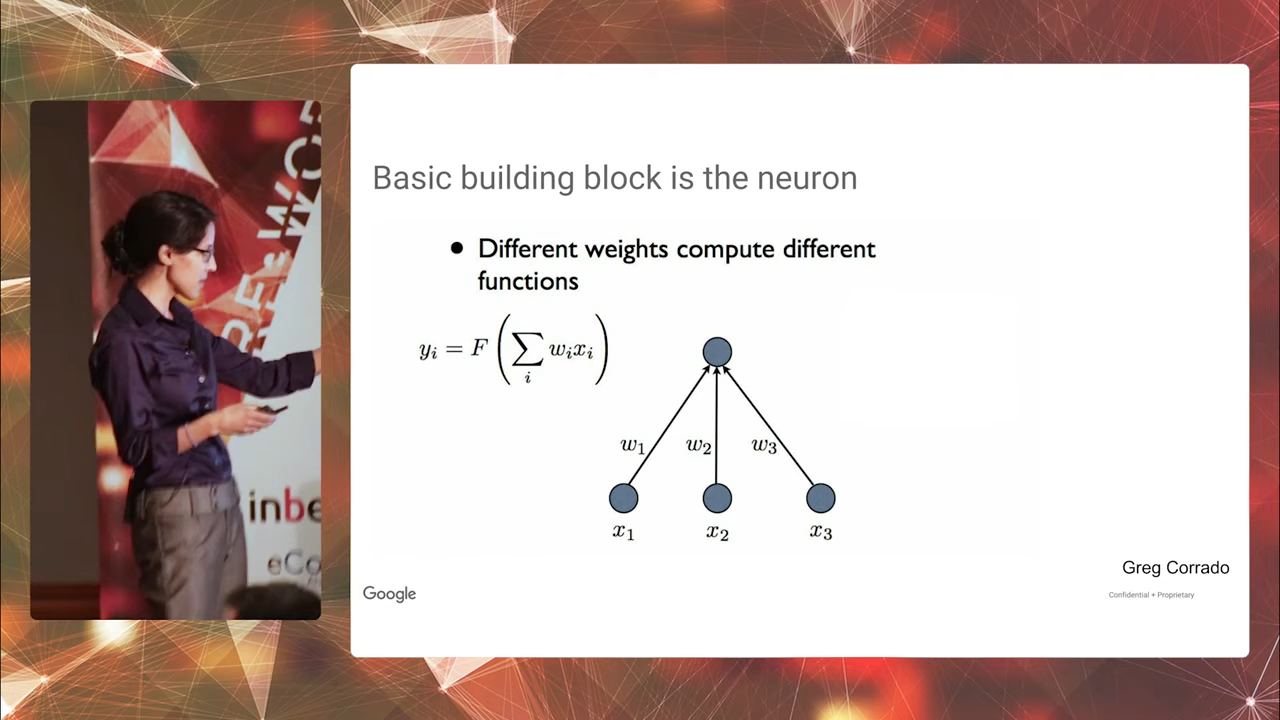 Basic building block is the neuron
● Different weights compute different
functions
y_i = F ( ∑_i w_i x_i )
w_1 w_2 w_3
x_1 x_2 x_3
Greg Corrado
Google
Confidential + Proprietary
inbe
eCo